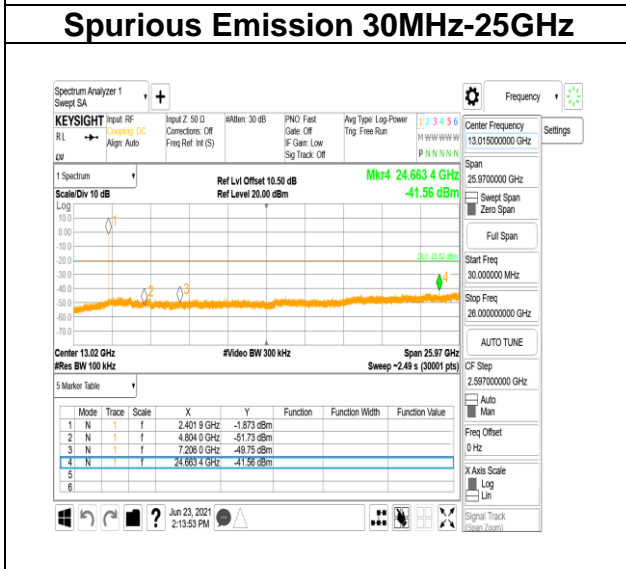 Spurious Emission 30MHz-25GHz
Spectrum Analyzer 1
Swept SA
+
Frequency
KEYSIGHT
RL
Input: RF
Coupling: DC
Align: Auto
Input Z: 50 Ω
Corrections: Off
Freq Ref: Int (S)
#Atten: 30 dB
PNO: Fast
Gate: Off
IF Gain: Low
Sig Track: Off
Avg Type: Log-Power
Trig: Free Run
1 2 3 4 5 6
M W W W W W
P N N N N N
Settings
Center Frequency
13.015000000 GHz
Span
25.9700000 GHz
Swept Span
Zero Span
Full Span
Start Freq
30.000000 MHz
Stop Freq
26.000000000 GHz
AUTO TUNE
CF Step
2.597000000 GHz
Auto
Man
Freq Offset
0 Hz
X Axis Scale
Log
Lin
Signal Track
(Span Zoom)
1 Spectrum
Ref Lvl Offset 10.50 dB
Mkr4 24.663 4 GHz
Scale/Div 10 dB
Ref Level 20.00 dBm
-41.56 dBm
Log
10.0
0.00
-10.0
-20.0
-30.0
-40.0
-50.0
-60.0
-70.0
1
2
3
4
Center 13.02 GHz
#Video BW 300 kHz
Span 25.97 GHz
#Res BW 100 kHz
Sweep ~2.49 s (30001 pts)
5 Marker Table
Mode Trace Scale X Y Function Function Width Function Value
1 N 1 f 2.401 9 GHz -1.873 dBm
2 N 1 f 4.804 0 GHz -51.73 dBm
3 N 1 f 7.206 0 GHz -49.75 dBm
4 N 1 f 24.663 4 GHz -41.56 dBm
5
6
?
Jun 23, 2021
2:13:53 PM